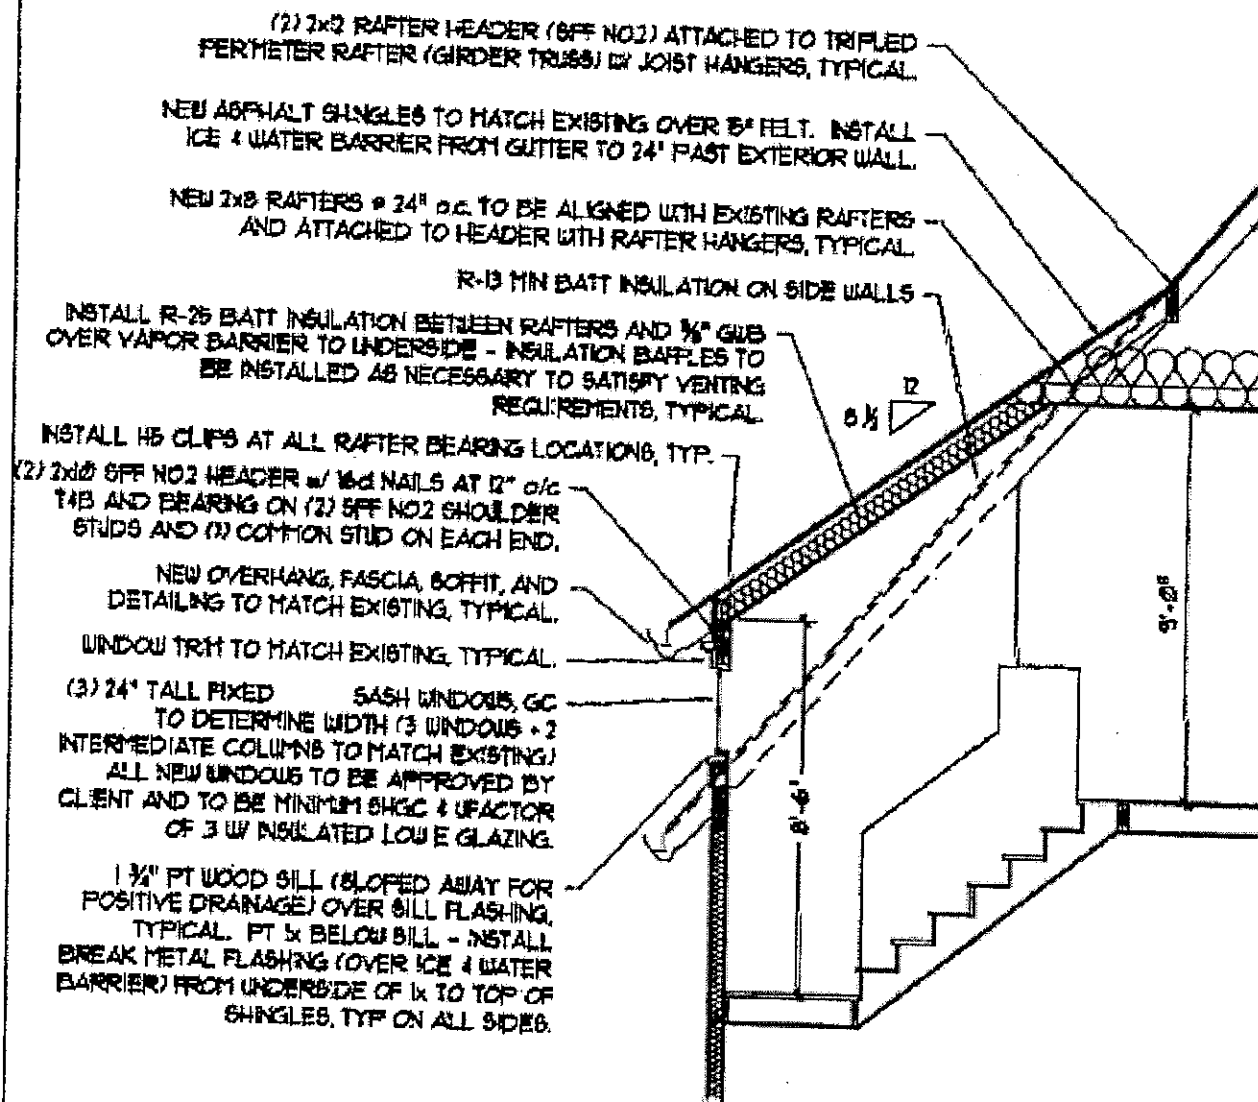 (2) 2x12 RAFTER HEADER (SPF NO.2) ATTACHED TO TRIPLED
PERIMETER RAFTER (GIRDER TRUSS) W/ JOIST HANGERS, TYPICAL.
NEW ASPHALT SHINGLES TO MATCH EXISTING OVER 15# FELT. INSTALL
ICE & WATER BARRIER FROM GUTTER TO 24" PAST EXTERIOR WALL.
NEW 2x8 RAFTERS @ 24" o.c. TO BE ALIGNED WITH EXISTING RAFTERS
AND ATTACHED TO HEADER WITH RAFTER HANGERS, TYPICAL.
R-13 MIN BATT INSULATION ON SIDE WALLS
INSTALL R-25 BATT INSULATION BETWEEN RAFTERS AND GWB
OVER VAPOR BARRIER TO UNDERSIDE - INSULATION BAFFLES TO
BE INSTALLED AS NECESSARY TO SATISFY VENTING
REQUIREMENTS, TYPICAL.
12
8 ½
INSTALL H5 CLIPS AT ALL RAFTER BEARING LOCATIONS, TYP.
(2) 2x10 SPF NO.2 HEADER w/ 16d NAILS AT 12" o/c
T&B AND BEARING ON (2) SPF NO.2 SHOULDER
STUDS AND (1) COMMON STUD ON EACH END.
NEW OVERHANG, FASCIA, SOFFIT, AND
DETAILING TO MATCH EXISTING, TYPICAL.
WINDOW TRIM TO MATCH EXISTING, TYPICAL.
(3) 24" TALL FIXED SASH WINDOWS, GC
TO DETERMINE WIDTH (3 WINDOWS + 2
INTERMEDIATE COLUMNS TO MATCH EXISTING)
ALL NEW WINDOWS TO BE APPROVED BY
CLIENT AND TO BE MINIMUM SHGC & UFACTOR
OF .3 W/ INSULATED LOW E GLAZING.
1 ¾" PT WOOD SILL (SLOPED AWAY FOR
POSITIVE DRAINAGE) OVER SILL FLASHING,
TYPICAL. PT 1x BELOW SILL - INSTALL
BREAK METAL FLASHING (OVER ICE & WATER
BARRIER) FROM UNDERSIDE OF 1x TO TOP OF
SHINGLES, TYP ON ALL SIDES.
8'-6"
9'-0"